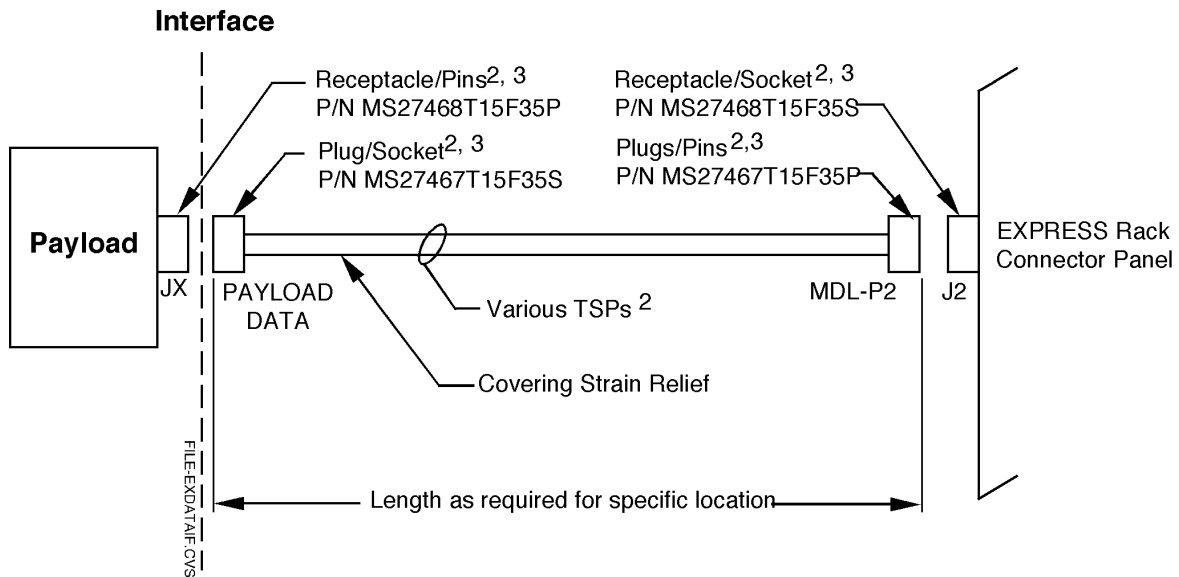 Interface
Receptacle/Pins2, 3
P/N MS27468T15F35P
Receptacle/Socket2, 3
P/N MS27468T15F35S
Plug/Socket2, 3
P/N MS27467T15F35S
Plugs/Pins2,3
P/N MS27467T15F35P
Payload
EXPRESS Rack
Connector Panel
JX
PAYLOAD
DATA
MDL-P2
J2
Various TSPs 2
Covering Strain Relief
Length as required for specific location
FILE-EXDATAIF.CVS